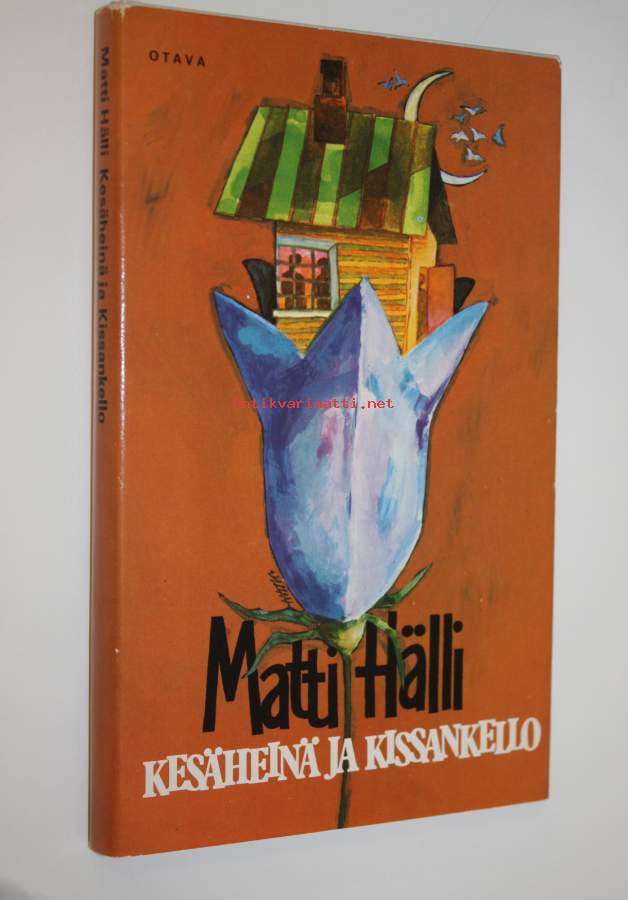 OTAVA
Matti Hälli Kesäheinä ja Kissankello
antikvariaatti.net
Matti Hälli
KESÄHEINÄ JA KISSANKELLO